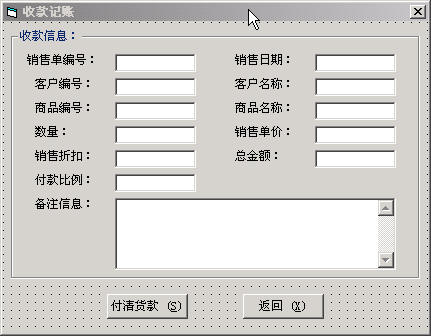 收款记账
收款信息：
销售单编号： 销售日期：
客户编号： 客户名称：
商品编号： 商品名称：
数量： 销售单价：
销售折扣： 总金额：
付款比例：
备注信息：
付清货款 (S) 返回 (X)